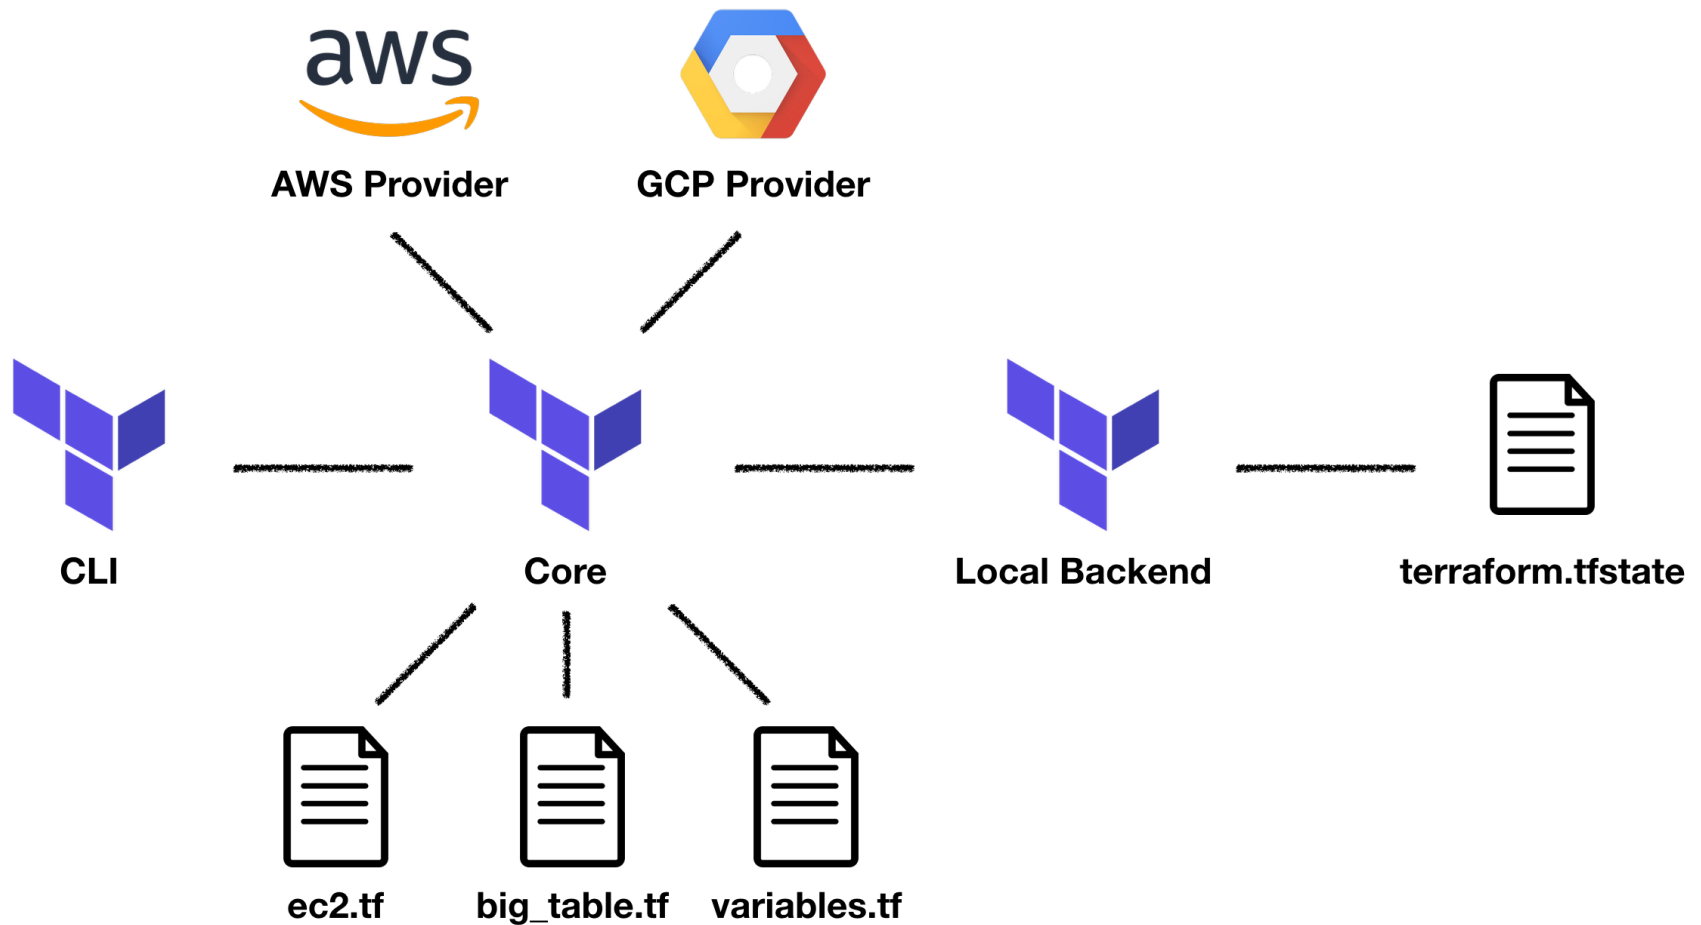 aws
AWS Provider
GCP Provider
CLI
Core
Local Backend
terraform.tfstate
ec2.tf
big_table.tf
variables.tf